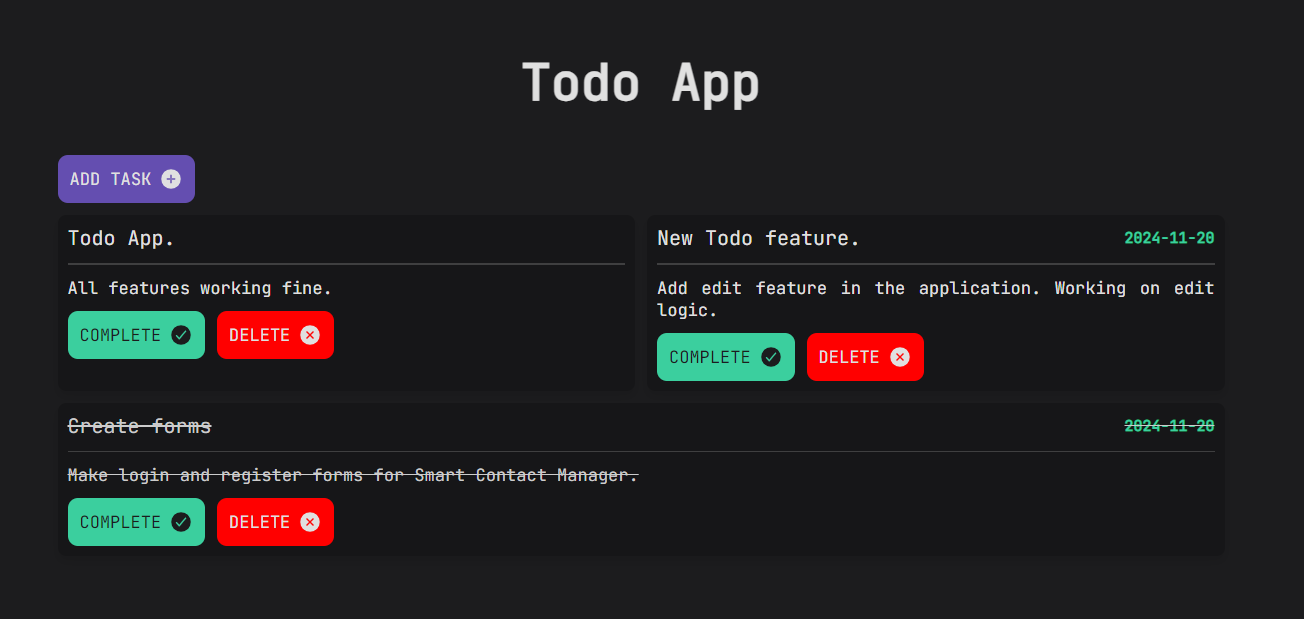 Todo App
ADD TASK
Todo App.
All features working fine.
COMPLETE
DELETE
New Todo feature.
2024-11-20
Add edit feature in the application. Working on edit
logic.
COMPLETE
DELETE
Create forms
2024-11-20
Make login and register forms for Smart Contact Manager.
COMPLETE
DELETE